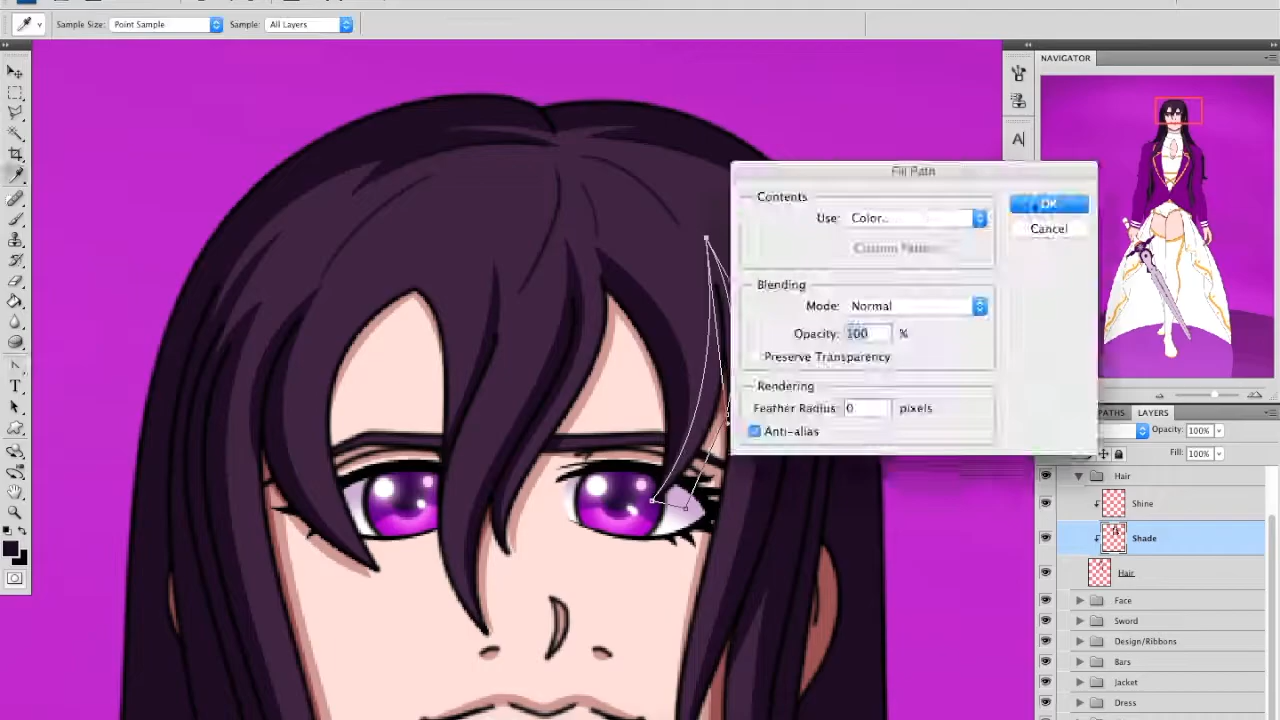 Sample Size: Point Sample Sample: All Layers
NAVIGATOR
Fill Path
Contents
Use: Color...
OK
Custom Pattern:
Cancel
Blending
Mode: Normal
Opacity: 100 %
Preserve Transparency
Rendering
Feather Radius: 0 pixels
Anti-alias
PATHS LAYERS
Opacity: 100%
Fill: 100%
Hair
Shine
Shade
Hair
Face
Sword
Design/Ribbons
Bars
Jacket
Dress